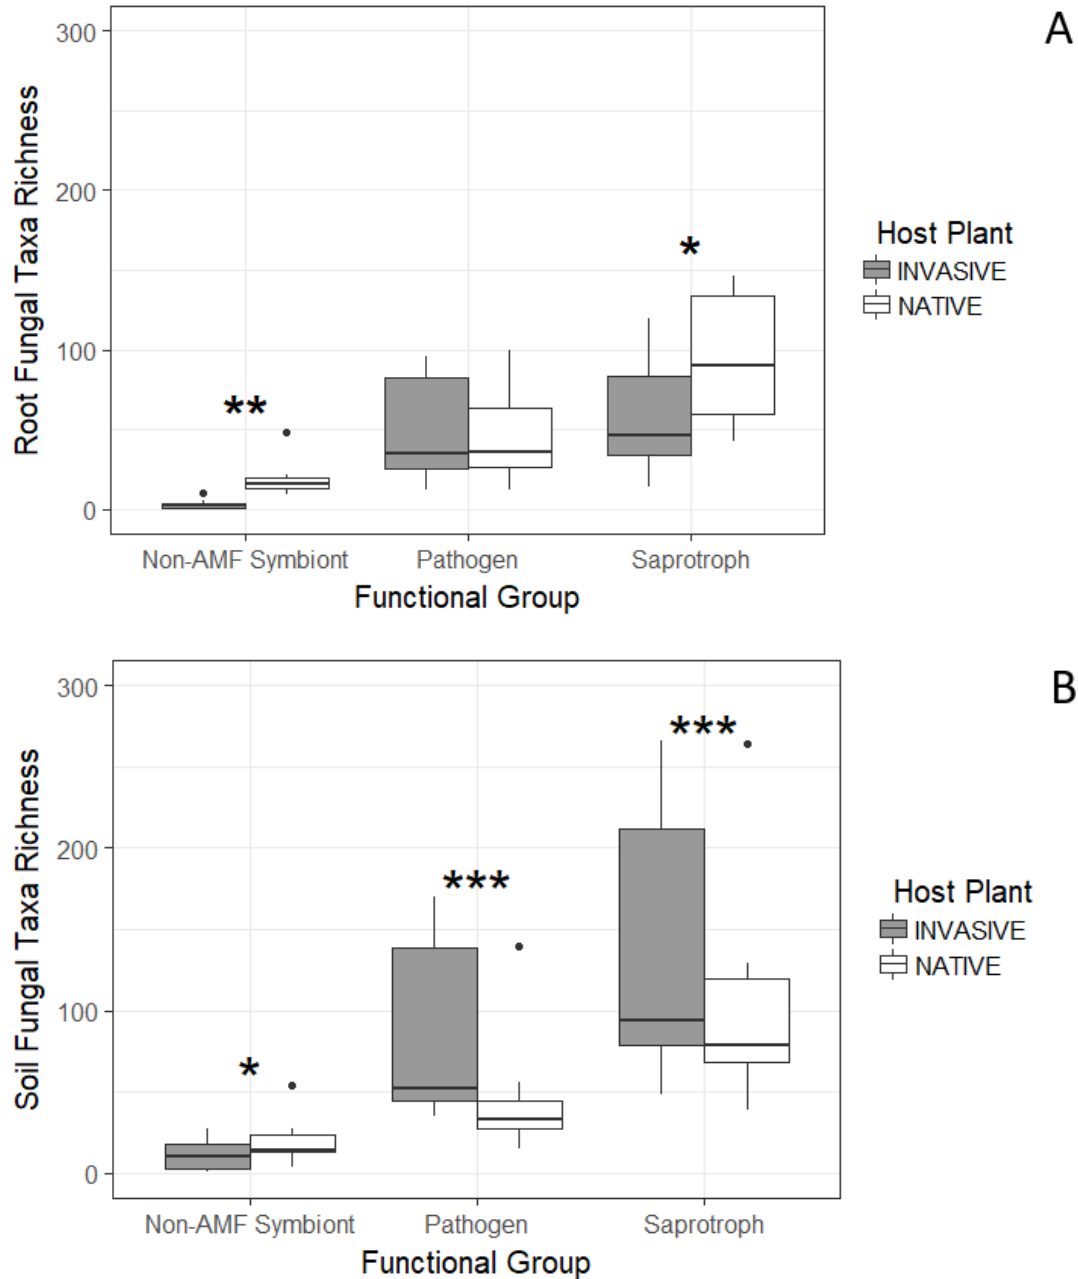 A
300
200
100
0
Root Fungal Taxa Richness
**
*
Host Plant
INVASIVE
NATIVE
Non-AMF Symbiont Pathogen Saprotroph
Functional Group
B
300
200
100
0
Soil Fungal Taxa Richness
*
***
***
Host Plant
INVASIVE
NATIVE
Non-AMF Symbiont Pathogen Saprotroph
Functional Group